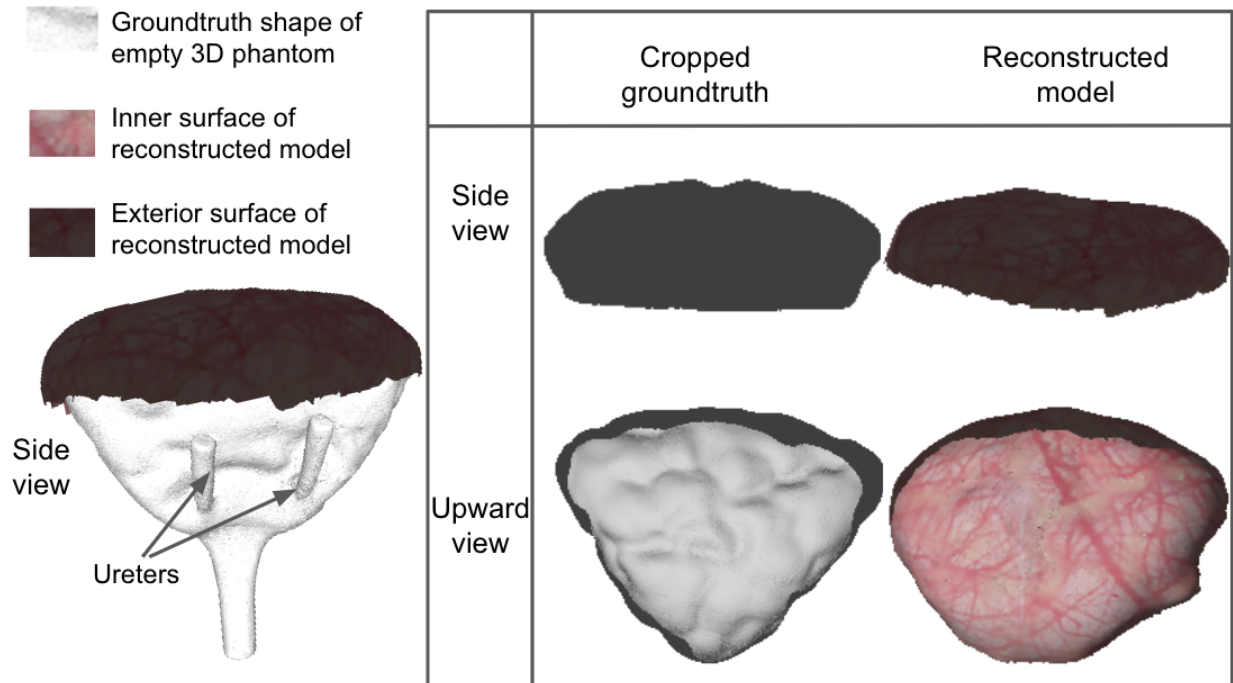 Groundtruth shape of
empty 3D phantom
Inner surface of
reconstructed model
Exterior surface of
reconstructed model
Side
view
Ureters
Cropped
groundtruth
Reconstructed
model
Side
view
Upward
view